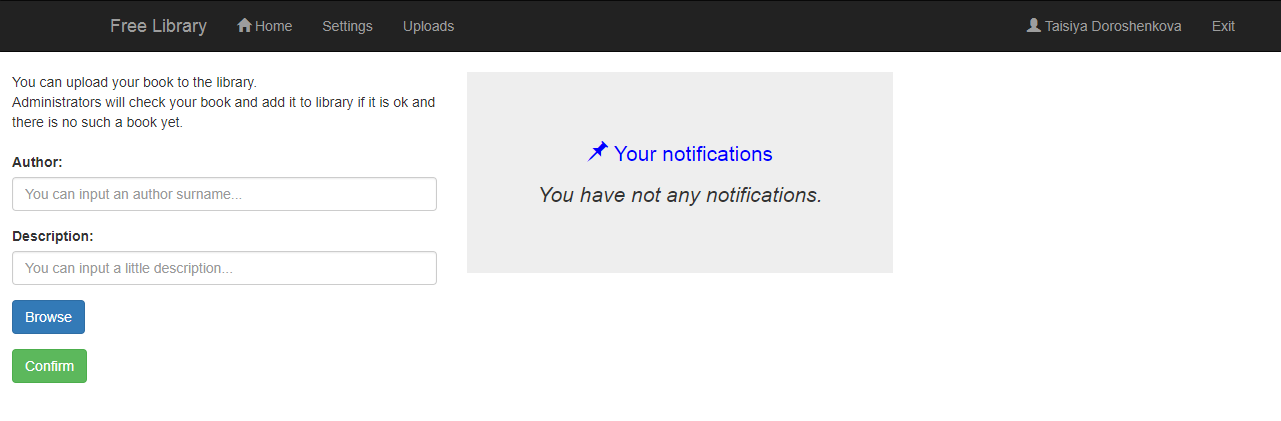 Free Library Home Settings Uploads Taisiya Doroshenkova Exit
You can upload your book to the library.
Administrators will check your book and add it to library if it is ok and
there is no such a book yet.
Author:
You can input an author surname...
Description:
You can input a little description...
Browse
Confirm
Your notifications
You have not any notifications.